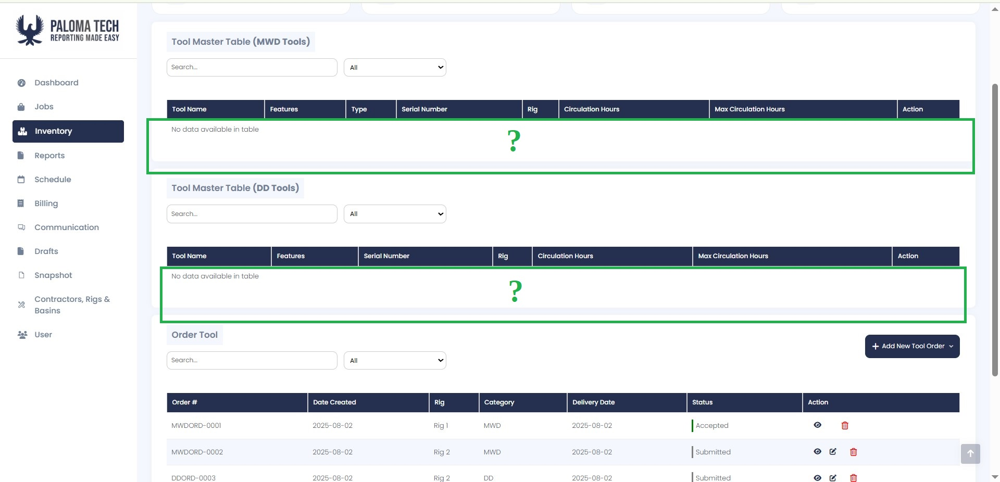 PALOMA TECH
REPORTING MADE EASY
Dashboard
Jobs
Inventory
Reports
Schedule
Billing
Communication
Drafts
Snapshot
Contractors, Rigs &
Basins
User
Tool Master Table (MWD Tools)
Search... All
Tool Name Features Type Serial Number Rig Circulation Hours Max Circulation Hours Action
No data available in table
?
Tool Master Table (DD Tools)
Search... All
Tool Name Features Serial Number Rig Circulation Hours Max Circulation Hours Action
No data available in table
?
Order Tool
Add New Tool Order
Search... All
Order # Date Created Rig Category Delivery Date Status Action
MWDORD-0001 2025-08-02 Rig 1 MWD 2025-08-02 Accepted
MWDORD-0002 2025-08-02 Rig 2 MWD 2025-08-02 Submitted
DDORD-0003 2025-08-02 Rig 2 DD 2025-08-02 Submitted